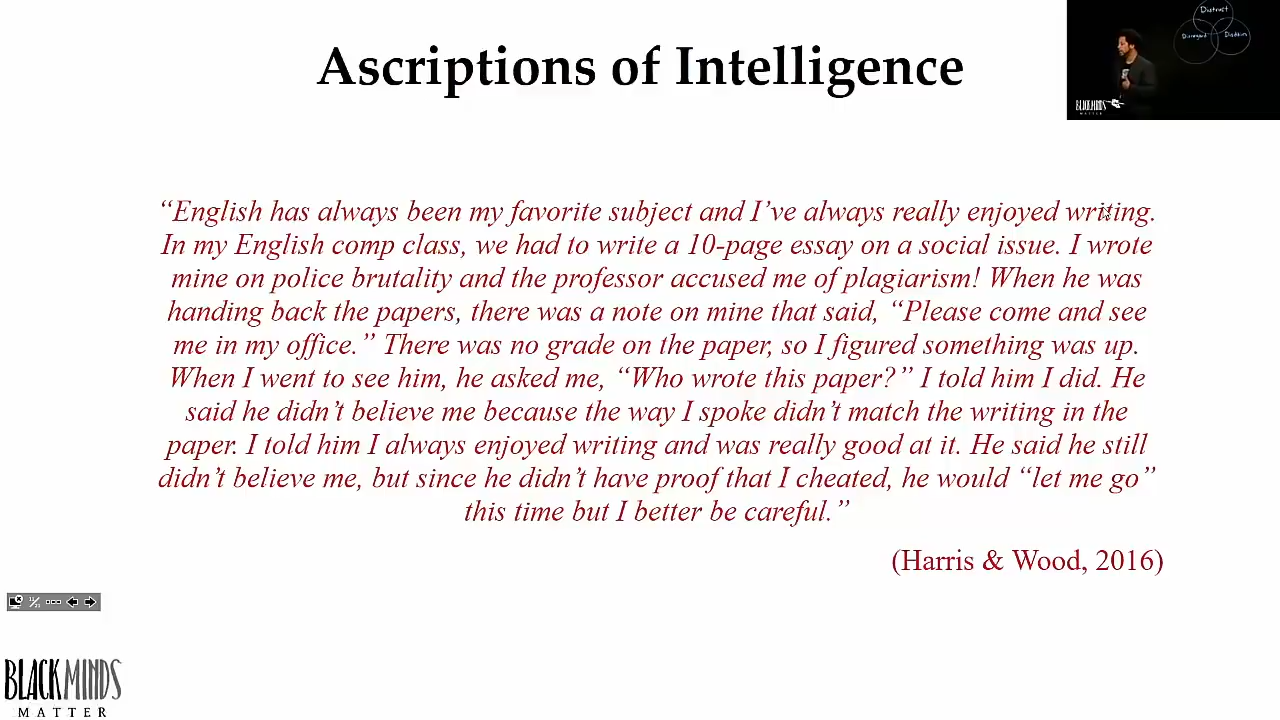 Ascriptions of Intelligence
Distrust
Disregard
Disdain
BLACKMINDS
MATTER
“English has always been my favorite subject and I’ve always really enjoyed writing.
In my English comp class, we had to write a 10-page essay on a social issue. I wrote
mine on police brutality and the professor accused me of plagiarism! When he was
handing back the papers, there was a note on mine that said, “Please come and see
me in my office.” There was no grade on the paper, so I figured something was up.
When I went to see him, he asked me, “Who wrote this paper?” I told him I did. He
said he didn’t believe me because the way I spoke didn’t match the writing in the
paper. I told him I always enjoyed writing and was really good at it. He said he still
didn’t believe me, but since he didn’t have proof that I cheated, he would “let me go”
this time but I better be careful.”
(Harris & Wood, 2016)
BLACKMINDS
MATTER